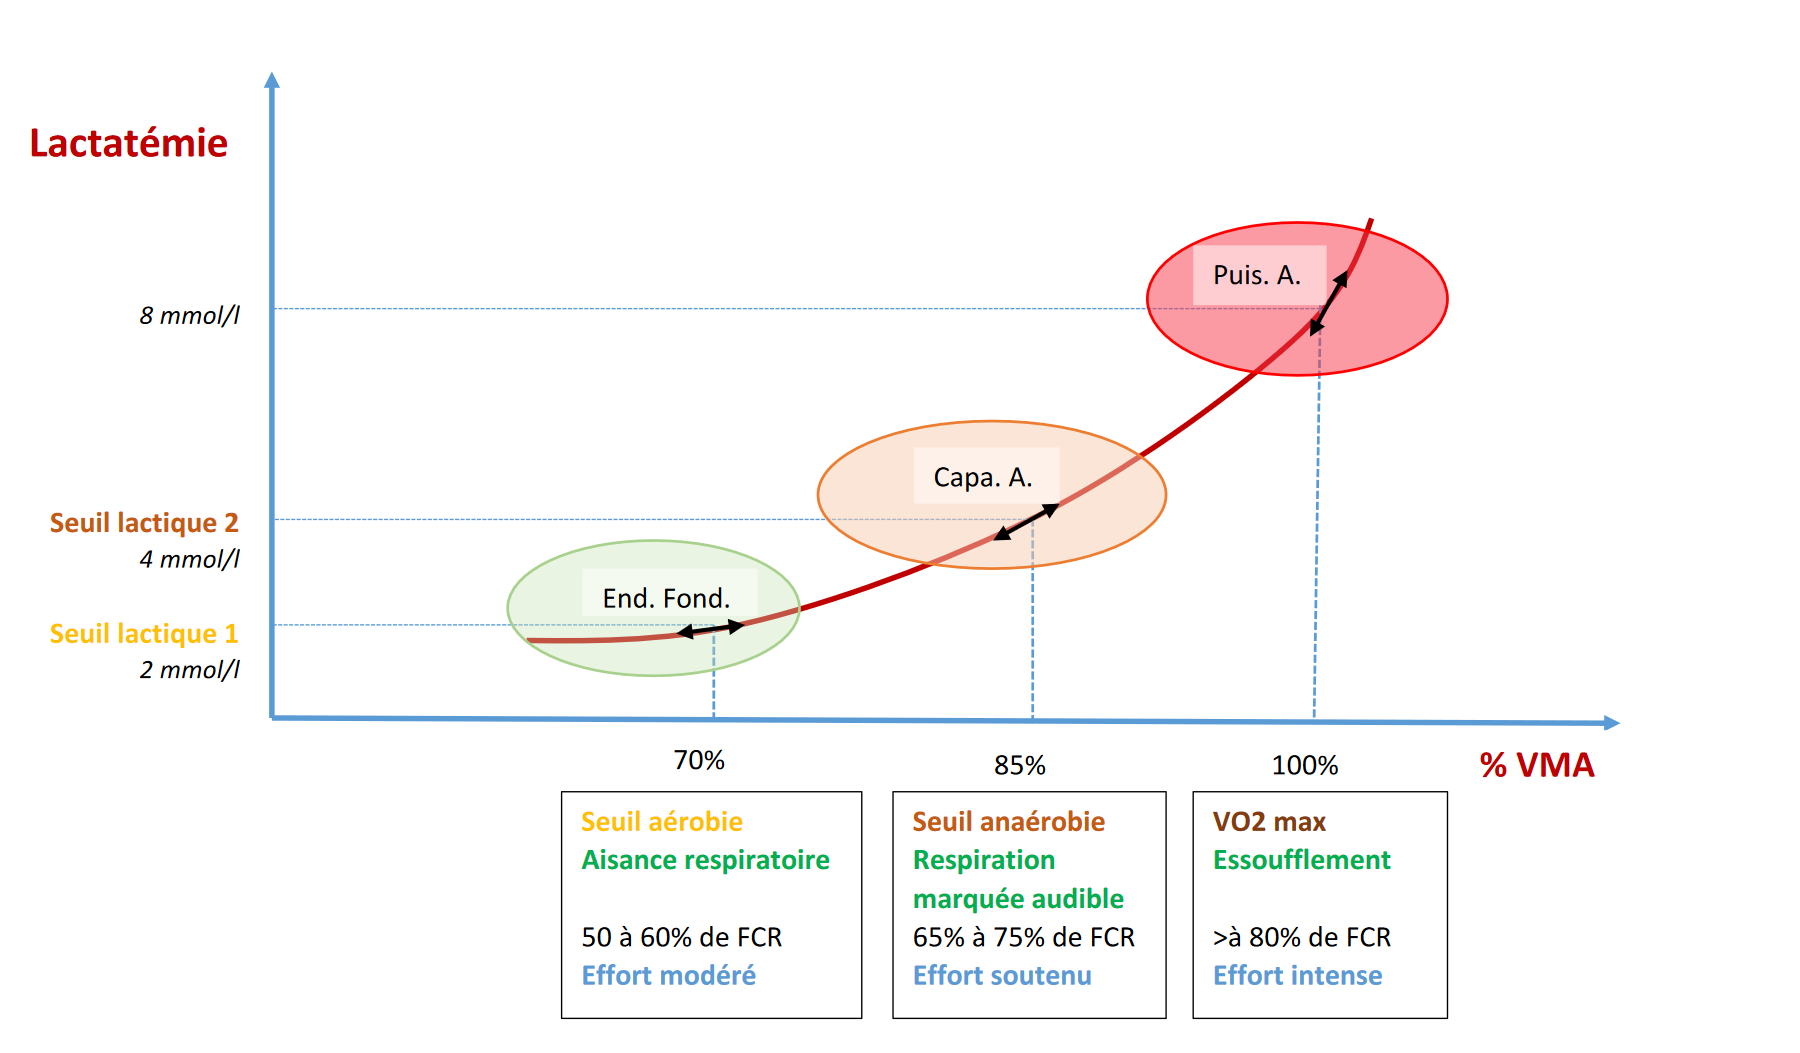 Lactatémie
Puis. A.
8 mmol/l
Capa. A.
Seuil lactique 2
4 mmol/l
End. Fond.
Seuil lactique 1
2 mmol/l
70%
85%
100%
% VMA
Seuil aérobie
Aisance respiratoire
50 à 60% de FCR
Effort modéré
Seuil anaérobie
Respiration
marquée audible
65% à 75% de FCR
Effort soutenu
VO2 max
Essoufflement
>à 80% de FCR
Effort intense